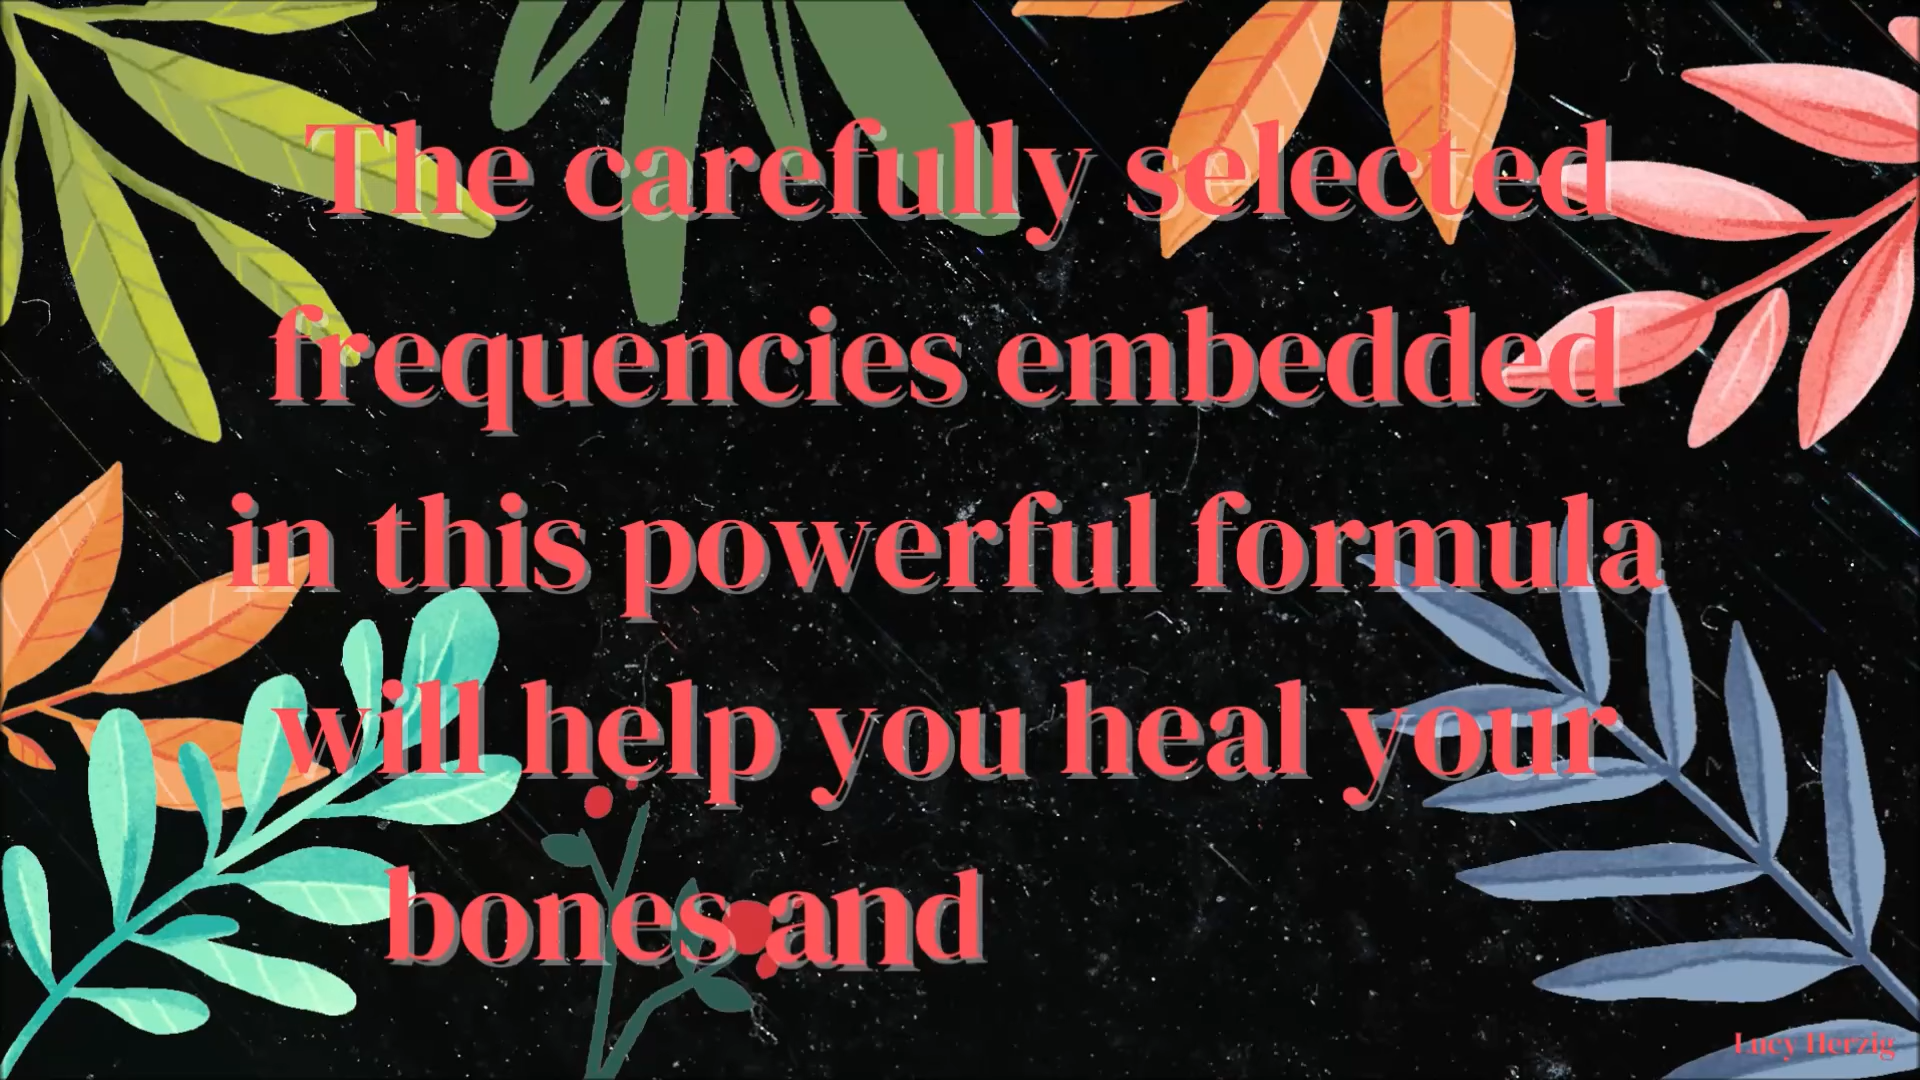 The carefully selected
frequencies embedded
in this powerful formula
will help you heal your
bones and
Lucy Herzig